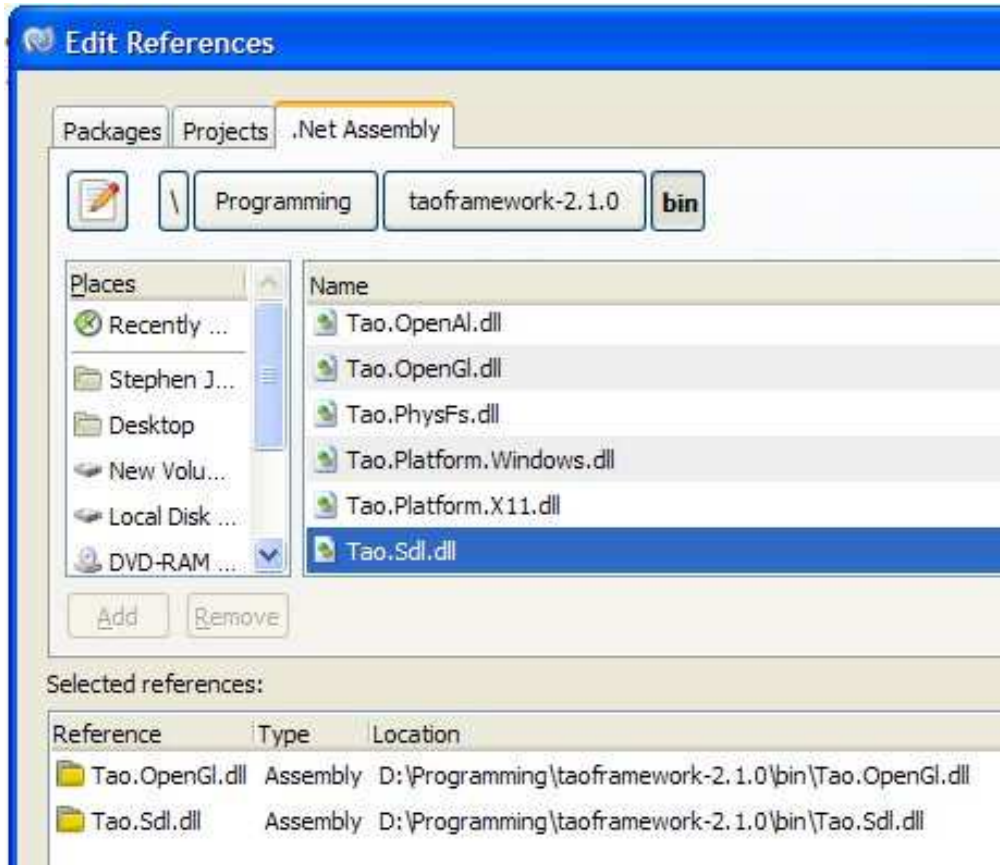 Edit References
Packages Projects .Net Assembly
\ Programming taoframework-2.1.0 bin
Places
Recently ...
Stephen J...
Desktop
New Volu...
Local Disk ...
DVD-RAM ...
Name
Tao.OpenAl.dll
Tao.OpenGl.dll
Tao.PhysFs.dll
Tao.Platform.Windows.dll
Tao.Platform.X11.dll
Tao.Sdl.dll
Add Remove
Selected references:
Reference Type Location
Tao.OpenGl.dll Assembly D:\Programming\taoframework-2.1.0\bin\Tao.OpenGl.dll
Tao.Sdl.dll Assembly D:\Programming\taoframework-2.1.0\bin\Tao.Sdl.dll